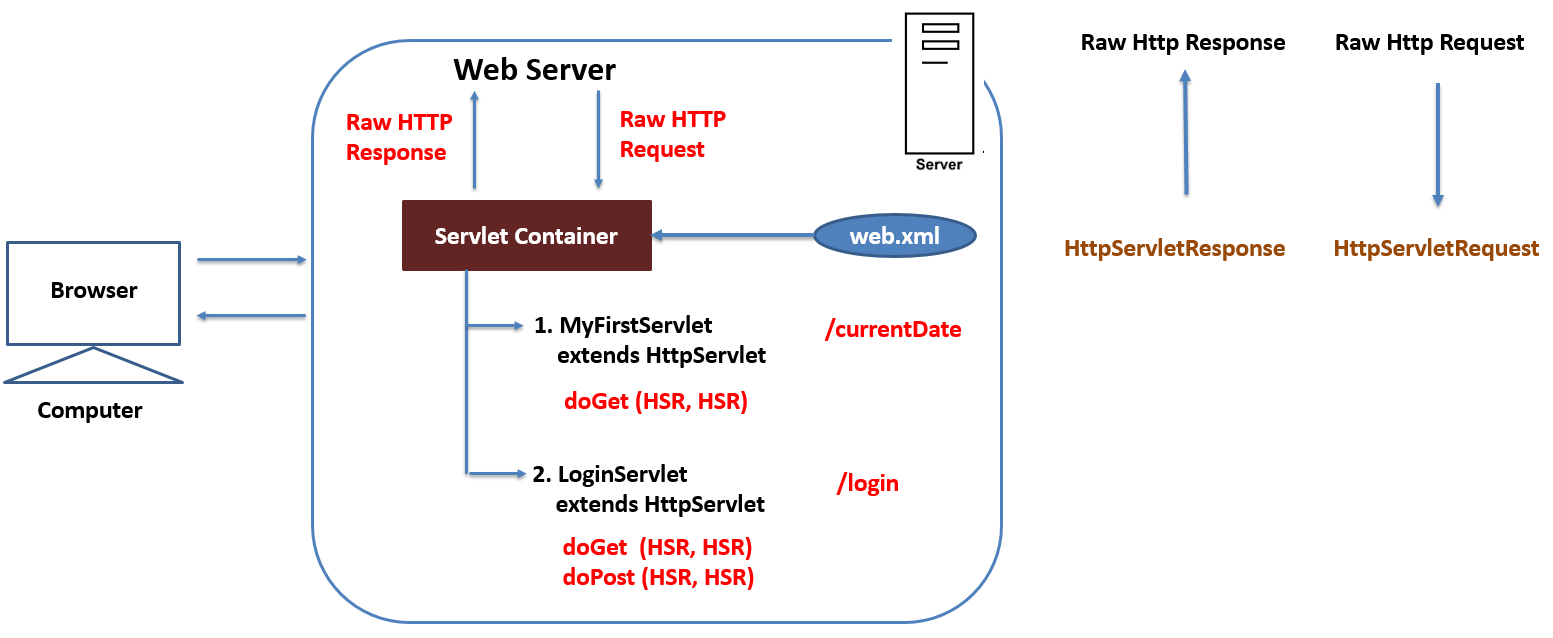 Web Server
Server
Raw Http Response
Raw Http Request
Raw HTTP
Response
Raw HTTP
Request
Servlet Container
web.xml
HttpServletResponse
HttpServletRequest
Browser
Computer
1. MyFirstServlet
extends HttpServlet
/currentDate
doGet (HSR, HSR)
2. LoginServlet
extends HttpServlet
/login
doGet (HSR, HSR)
doPost (HSR, HSR)